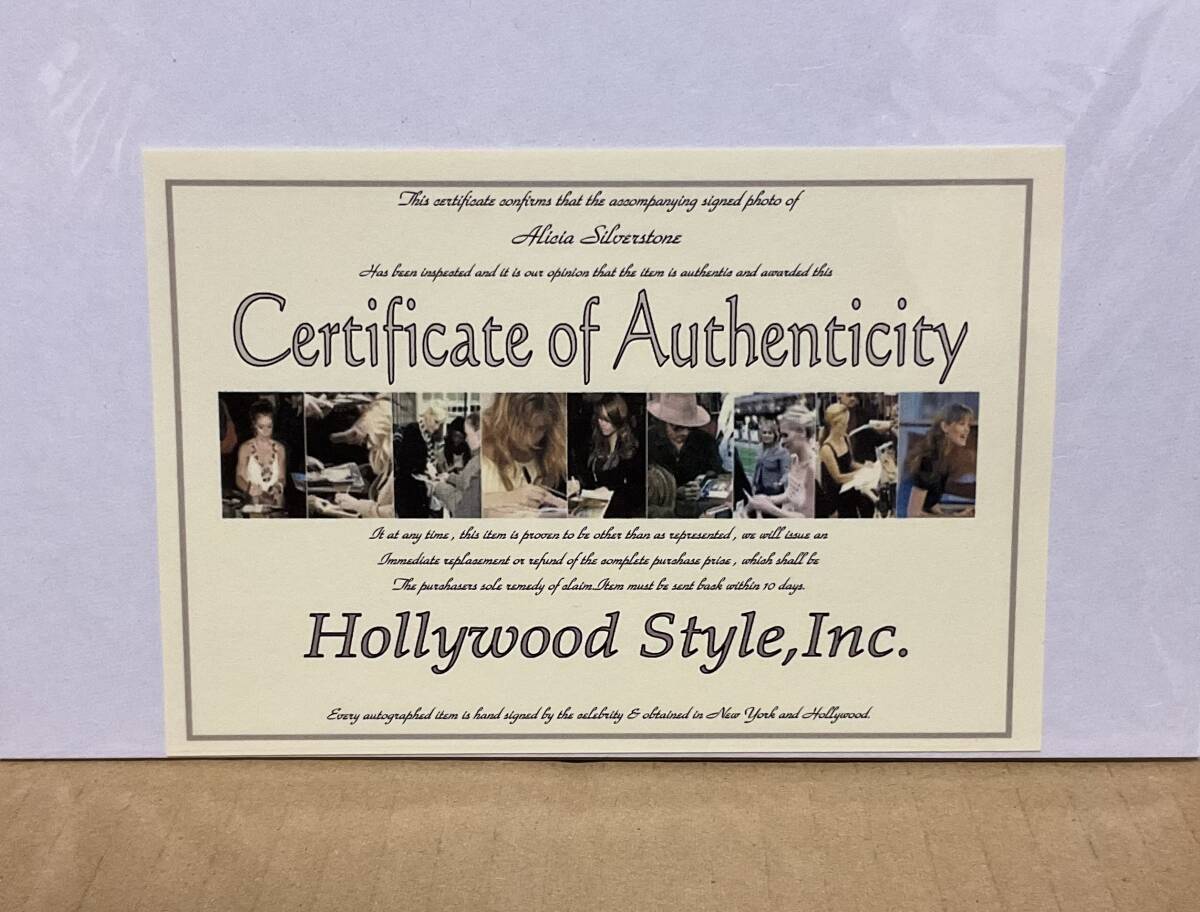 This certificate confirms that the accompanying signed photo of
Alicia Silverstone
Has been inspected and it is our opinion that the item is authentic and awarded this
Certificate of Authenticity
It at any time, this item is proven to be other than as represented, we will issue an
Immediate replacement or refund of the complete purchase price, which shall be
The purchasers sole remedy of claim.Item must be sent back within 10 days.
Hollywood Style,Inc.
Every autographed item is hand signed by the celebrity & obtained in New York and Hollywood.